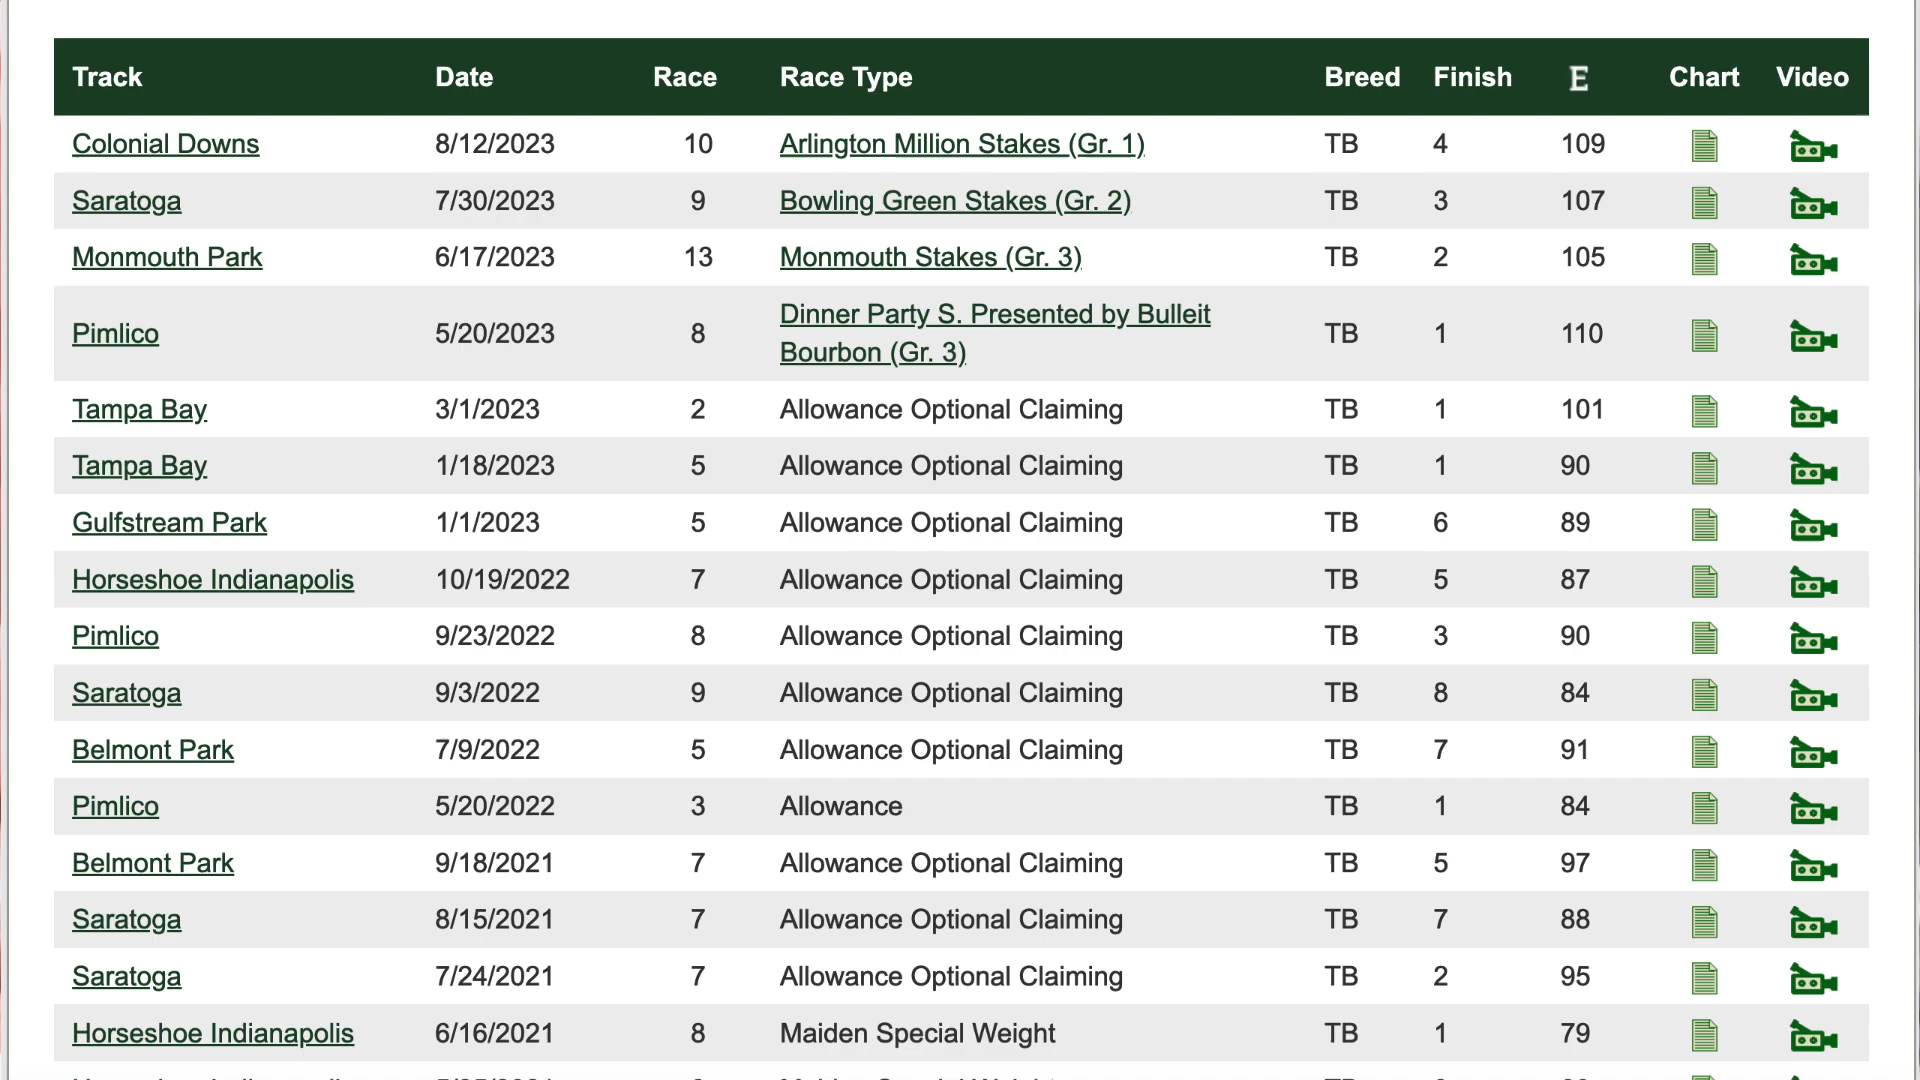 Track Date Race Race Type Breed Finish E Chart Video
Colonial Downs 8/12/2023 10 Arlington Million Stakes (Gr. 1) TB 4 109
Saratoga 7/30/2023 9 Bowling Green Stakes (Gr. 2) TB 3 107
Monmouth Park 6/17/2023 13 Monmouth Stakes (Gr. 3) TB 2 105
Pimlico 5/20/2023 8 Dinner Party S. Presented by Bulleit TB 1 110
Bourbon (Gr. 3)
Tampa Bay 3/1/2023 2 Allowance Optional Claiming TB 1 101
Tampa Bay 1/18/2023 5 Allowance Optional Claiming TB 1 90
Gulfstream Park 1/1/2023 5 Allowance Optional Claiming TB 6 89
Horseshoe Indianapolis 10/19/2022 7 Allowance Optional Claiming TB 5 87
Pimlico 9/23/2022 8 Allowance Optional Claiming TB 3 90
Saratoga 9/3/2022 9 Allowance Optional Claiming TB 8 84
Belmont Park 7/9/2022 5 Allowance Optional Claiming TB 7 91
Pimlico 5/20/2022 3 Allowance TB 1 84
Belmont Park 9/18/2021 7 Allowance Optional Claiming TB 5 97
Saratoga 8/15/2021 7 Allowance Optional Claiming TB 7 88
Saratoga 7/24/2021 7 Allowance Optional Claiming TB 2 95
Horseshoe Indianapolis 6/16/2021 8 Maiden Special Weight TB 1 79